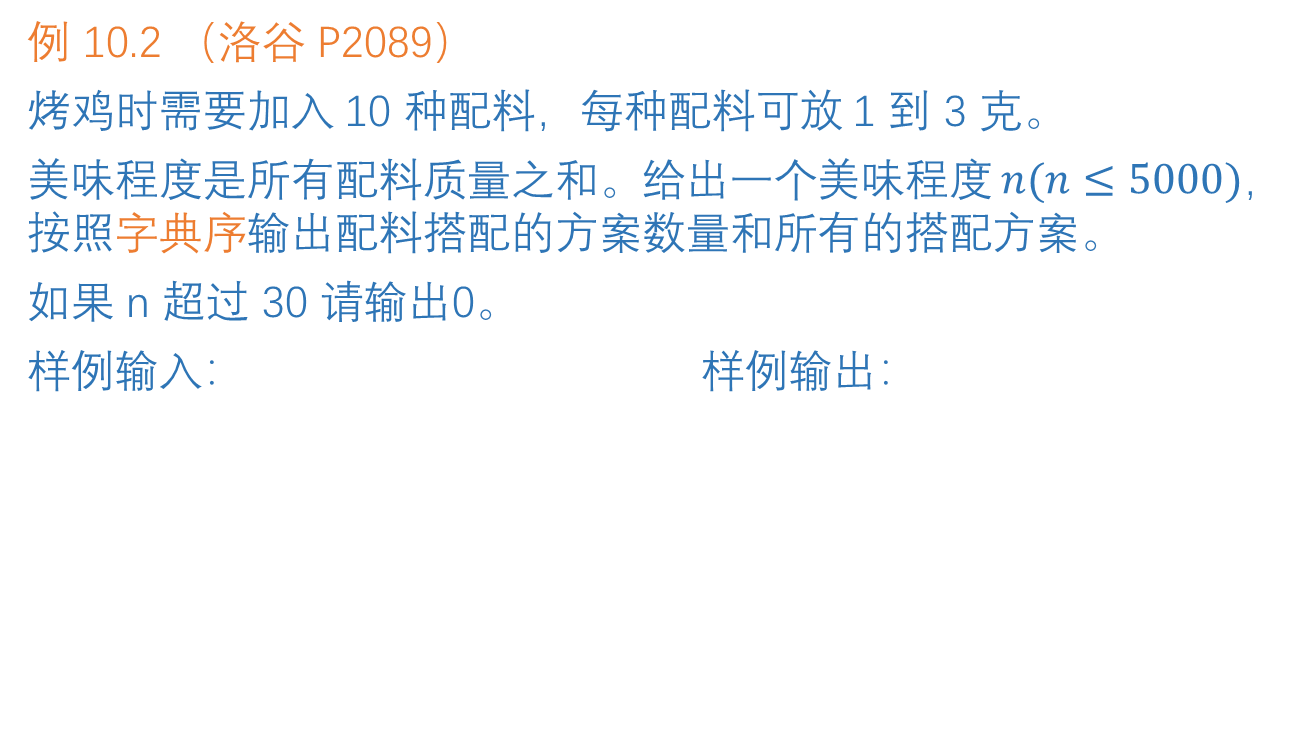 例 10.2 （洛谷 P2089）
烤鸡时需要加入 10 种配料，每种配料可放 1 到 3 克。
美味程度是所有配料质量之和。给出一个美味程度 n(n ≤ 5000)，
按照字典序输出配料搭配的方案数量和所有的搭配方案。
如果 n 超过 30 请输出0。
样例输入： 样例输出：